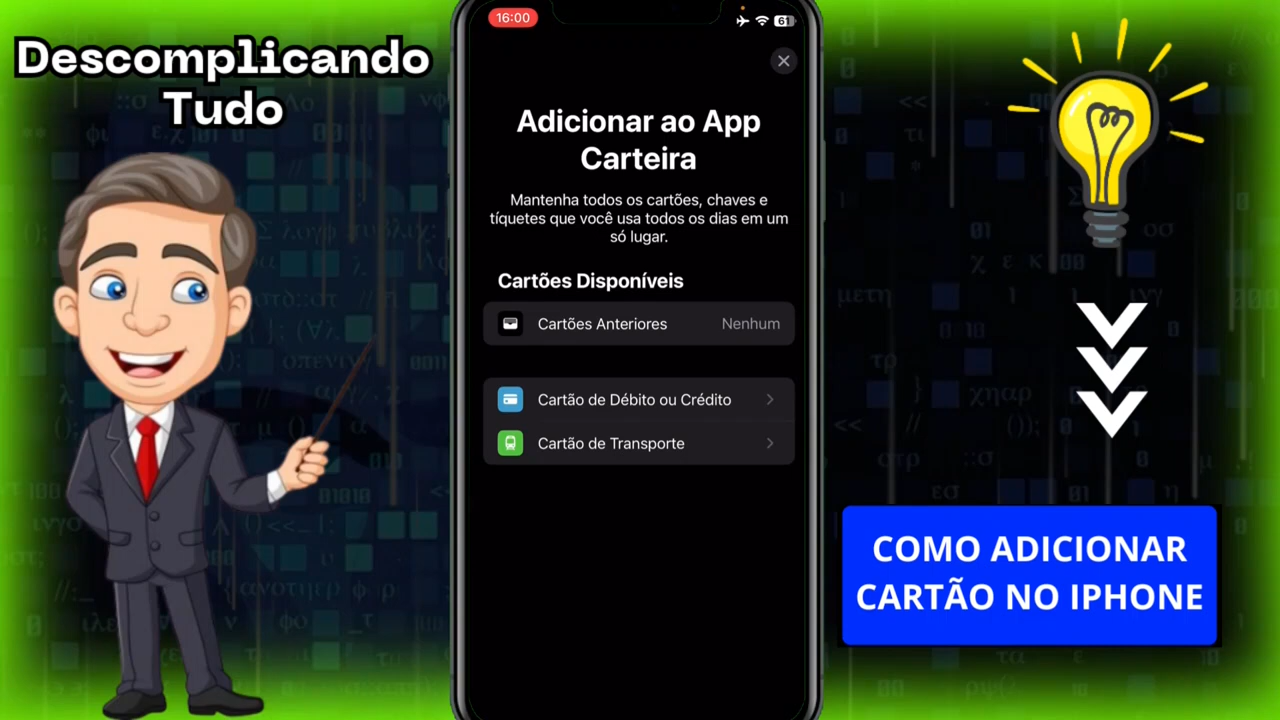 Descomplicando
Tudo
16:00
61
Adicionar ao App
Carteira
Mantenha todos os cartões, chaves e
tíquetes que você usa todos os dias em um
só lugar.
Cartões Disponíveis
Cartões Anteriores Nenhum
Cartão de Débito ou Crédito
Cartão de Transporte
COMO ADICIONAR
CARTÃO NO IPHONE